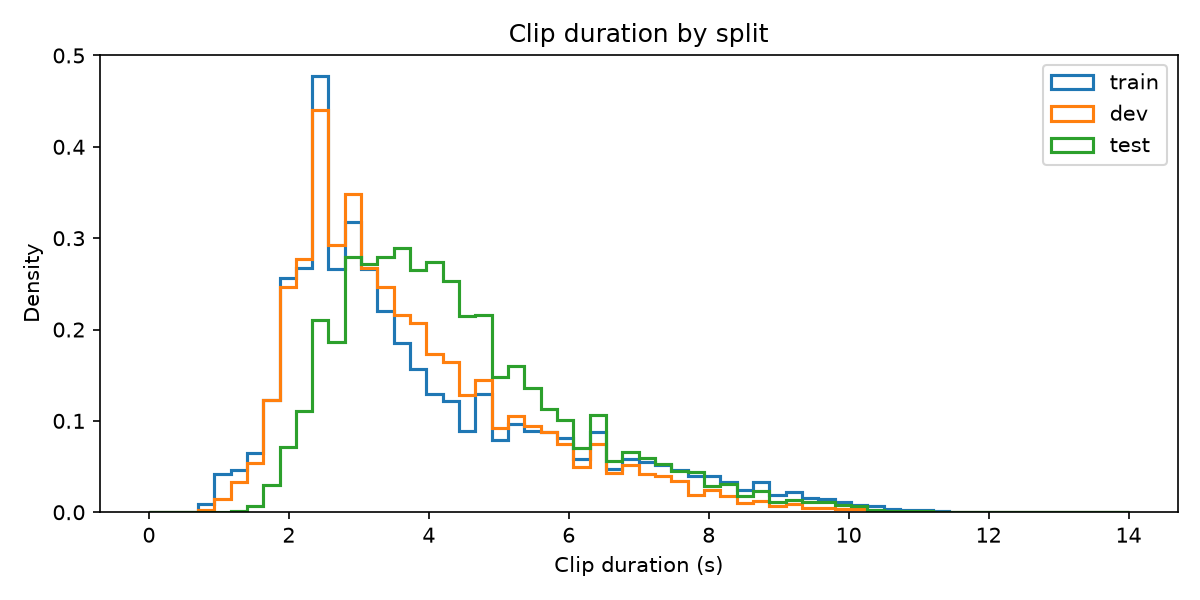 Clip duration by split
0.5
0.4
0.3
0.2
0.1
0.0
Density
train
dev
test
0 2 4 6 8 10 12 14
Clip duration (s)